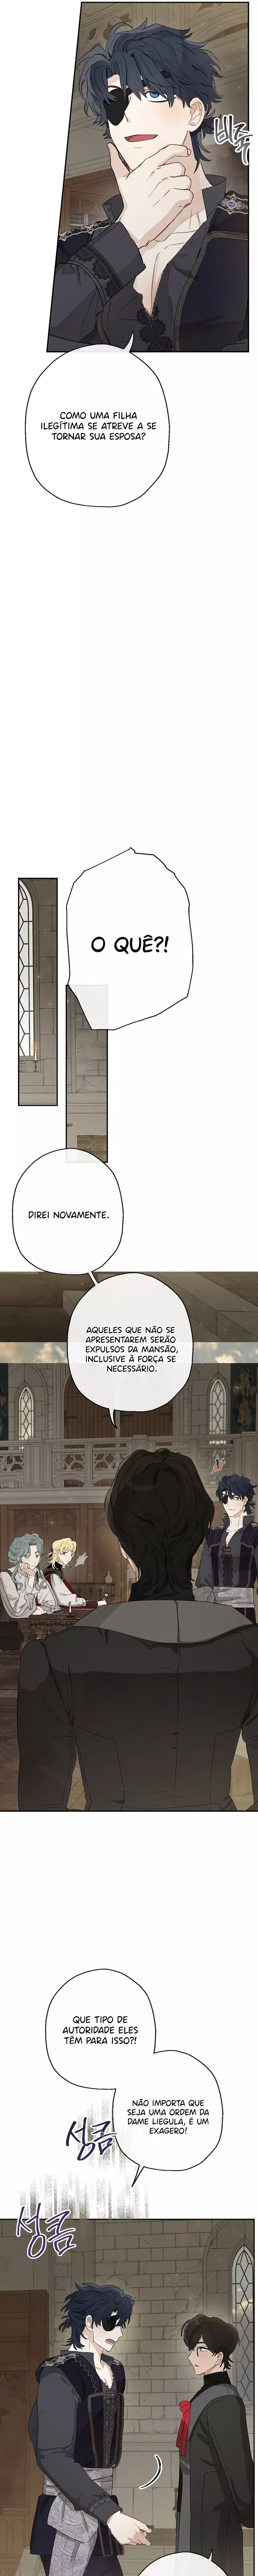 비죽
COMO UMA FILHA
ILEGÍTIMA SE ATREVE A SE
TORNAR SUA ESPOSA?
O QUÊ?!
DIREI NOVAMENTE.
AQUELES QUE NÃO SE
APRESENTAREM SERÃO
EXPULSOS DA MANSÃO,
INCLUSIVE À FORÇA SE
NECESSÁRIO.
QUE TIPO DE
AUTORIDADE ELES
TÊM PARA ISSO?!
NÃO IMPORTA QUE
SEJA UMA ORDEM DA
DAME LIEGULA, É UM
EXAGERO!
성큼
성큼